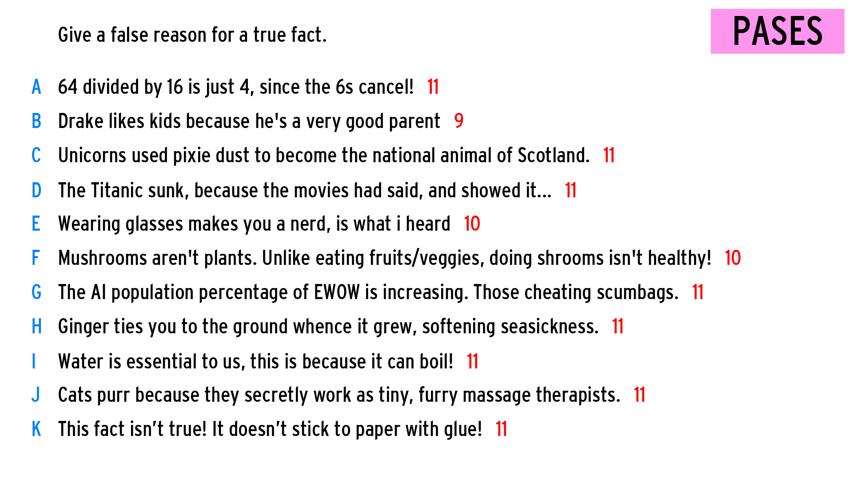 Give a false reason for a true fact.
PASES
A 64 divided by 16 is just 4, since the 6s cancel! 11
B Drake likes kids because he's a very good parent 9
C Unicorns used pixie dust to become the national animal of Scotland. 11
D The Titanic sunk, because the movies had said, and showed it... 11
E Wearing glasses makes you a nerd, is what i heard 10
F Mushrooms aren't plants. Unlike eating fruits/veggies, doing shrooms isn't healthy! 10
G The AI population percentage of EWOW is increasing. Those cheating scumbags. 11
H Ginger ties you to the ground whence it grew, softening seasickness. 11
I Water is essential to us, this is because it can boil! 11
J Cats purr because they secretly work as tiny, furry massage therapists. 11
K This fact isn’t true! It doesn’t stick to paper with glue! 11